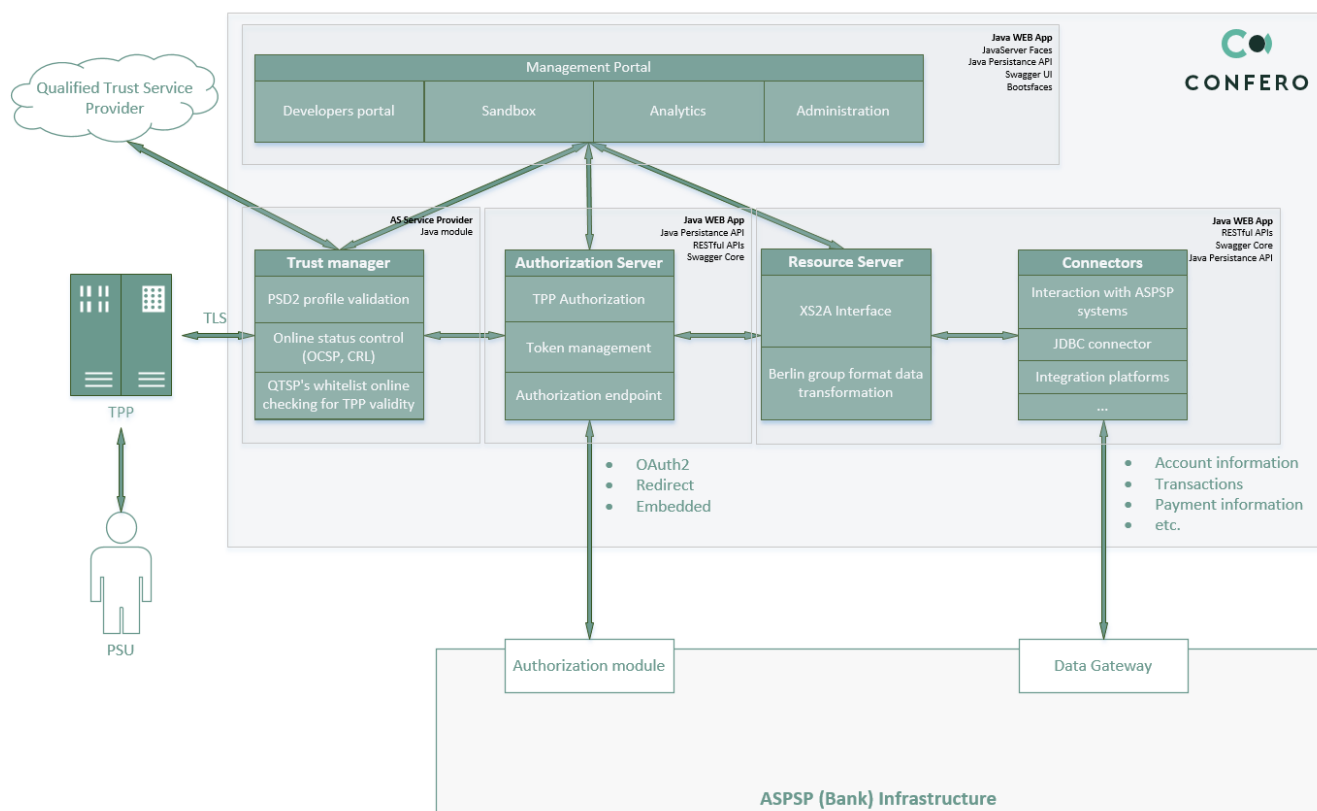 Java WEB App
JavaServer Faces
Java Persistance API
Swagger UI
Bootsfaces
CONFERO
Management Portal
Developers portal
Sandbox
Analytics
Administration
Qualified Trust Service
Provider
AS Service Provider
Java module
Java WEB App
Java Persistance API
RESTful APIs
Swagger Core
Java WEB App
RESTful APIs
Swagger Core
Java Persistance API
Trust manager
PSD2 profile validation
Online status control
(OCSP, CRL)
QTSP's whitelist online
checking for TPP validity
Authorization Server
TPP Authorization
Token management
Authorization endpoint
Resource Server
XS2A Interface
Berlin group format data
transformation
Connectors
Interaction with ASPSP
systems
JDBC connector
Integration platforms
...
TLS
TPP
PSU
• OAuth2
• Redirect
• Embedded
• Account information
• Transactions
• Payment information
• etc.
Authorization module
Data Gateway
ASPSP (Bank) Infrastructure